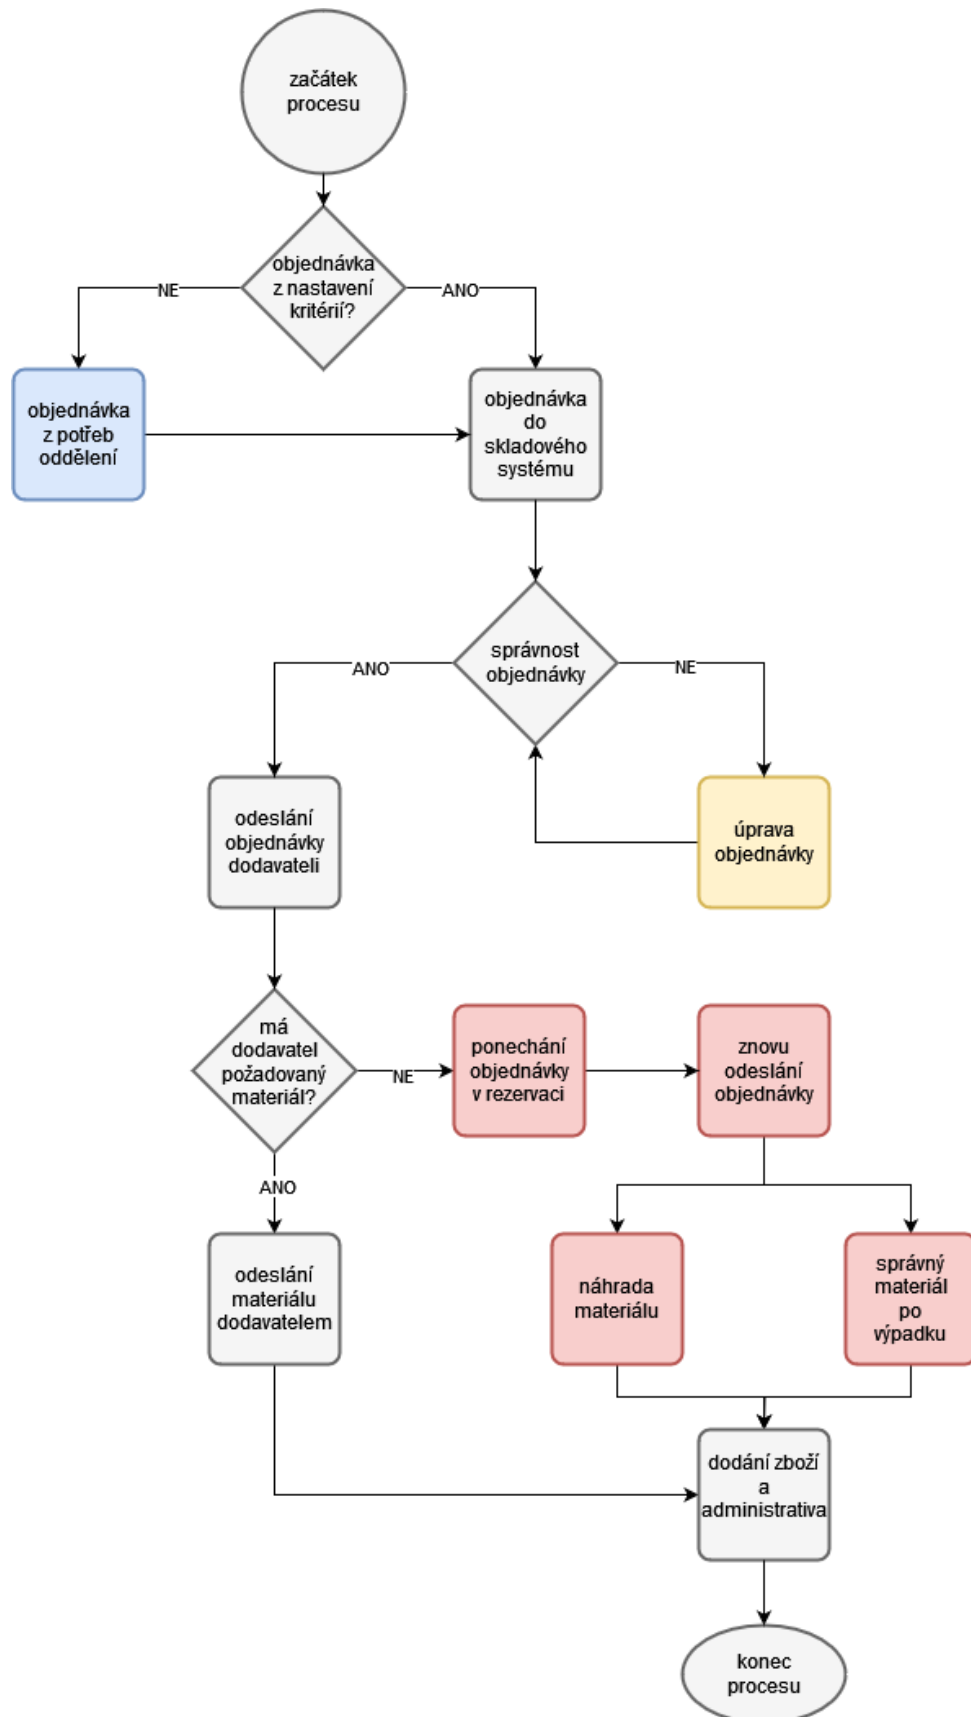 začátek
procesu
objednávka
z nastavení
kritérií?
NE
ANO
objednávka
z potřeb
oddělení
objednávka
do
skladového
systému
správnost
objednávky
ANO
NE
odeslání
objednávky
dodavateli
úprava
objednávky
má
dodavatel
požadovaný
materiál?
NE
ponechání
objednávky
v rezervaci
znovu
odeslání
objednávky
ANO
odeslání
materiálu
dodavatelem
náhrada
materiálu
správný
materiál
po
výpadku
dodání zboží
a
administrativa
konec
procesu